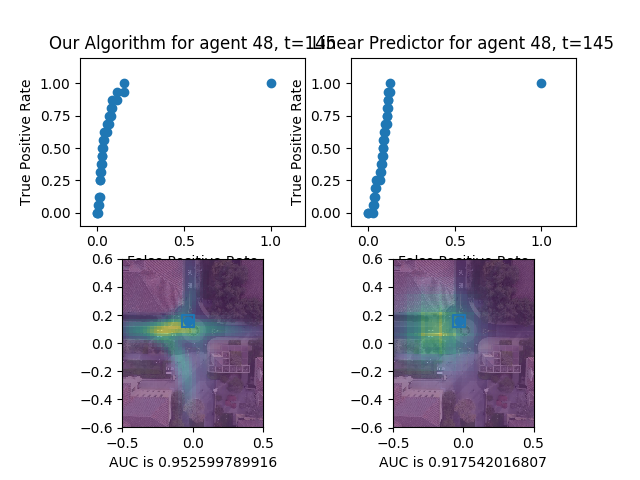 Our Algorithm for agent 48, t=145
Linear Predictor for agent 48, t=145
True Positive Rate
1.00
0.75
0.50
0.25
0.00
0.0 0.5 1.0
False Positive Rate
True Positive Rate
1.00
0.75
0.50
0.25
0.00
0.0 0.5 1.0
False Positive Rate
0.6
0.4
0.2
0.0
−0.2
−0.4
−0.6
−0.5 0.0 0.5
AUC is 0.952599789916
0.6
0.4
0.2
0.0
−0.2
−0.4
−0.6
−0.5 0.0 0.5
AUC is 0.917542016807